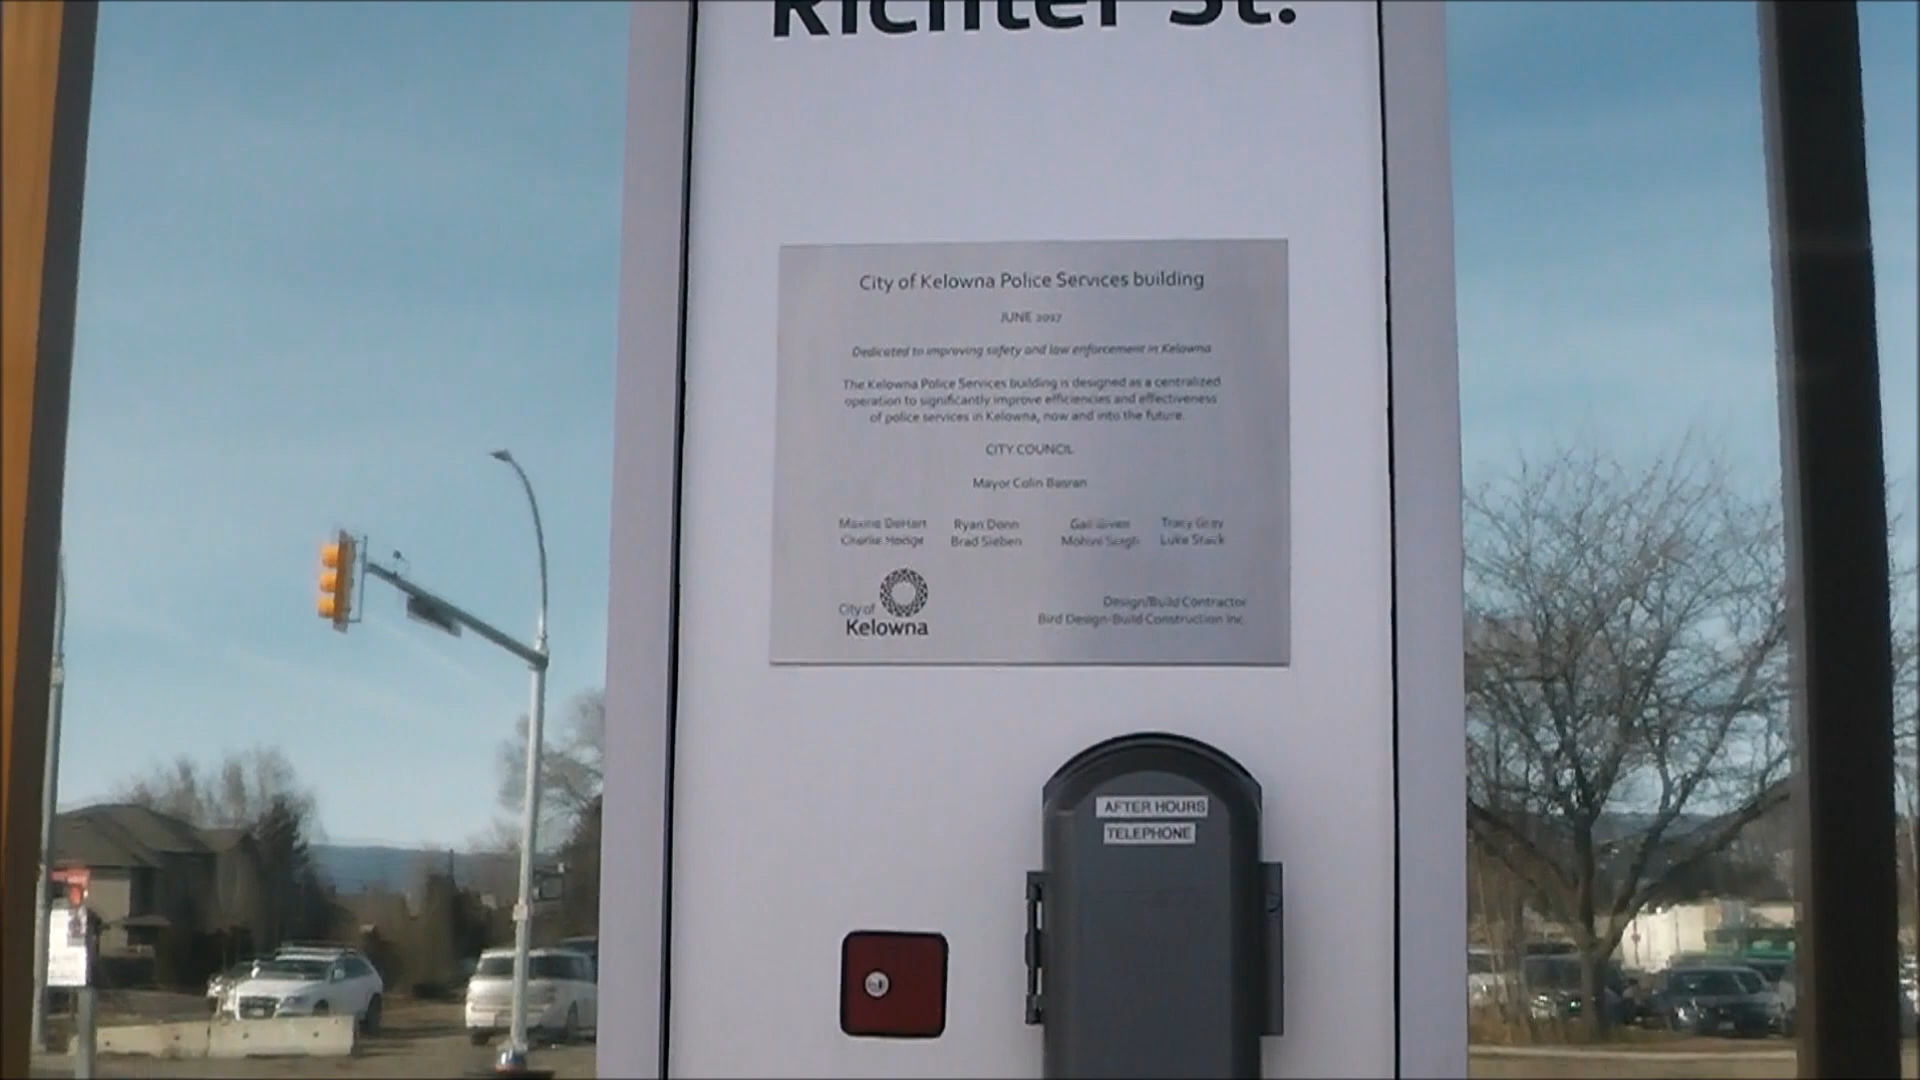 Richter St.
City of Kelowna Police Services building
JUNE 2017
Dedicated to improving safety and law enforcement in Kelowna
The Kelowna Police Services building is designed as a centralized
operation to significantly improve efficiencies and effectiveness
of police services in Kelowna, now and into the future.
CITY COUNCIL
Mayor Colin Basran
Maxine DeHart Ryan Donn Gail Given Tracy Gray
Charlie Hodge Brad Sieben Mohini Singh Luke Stack
City of
Kelowna
Design/Build Contractor
Bird Design-Build Construction Inc.
AFTER HOURS
TELEPHONE